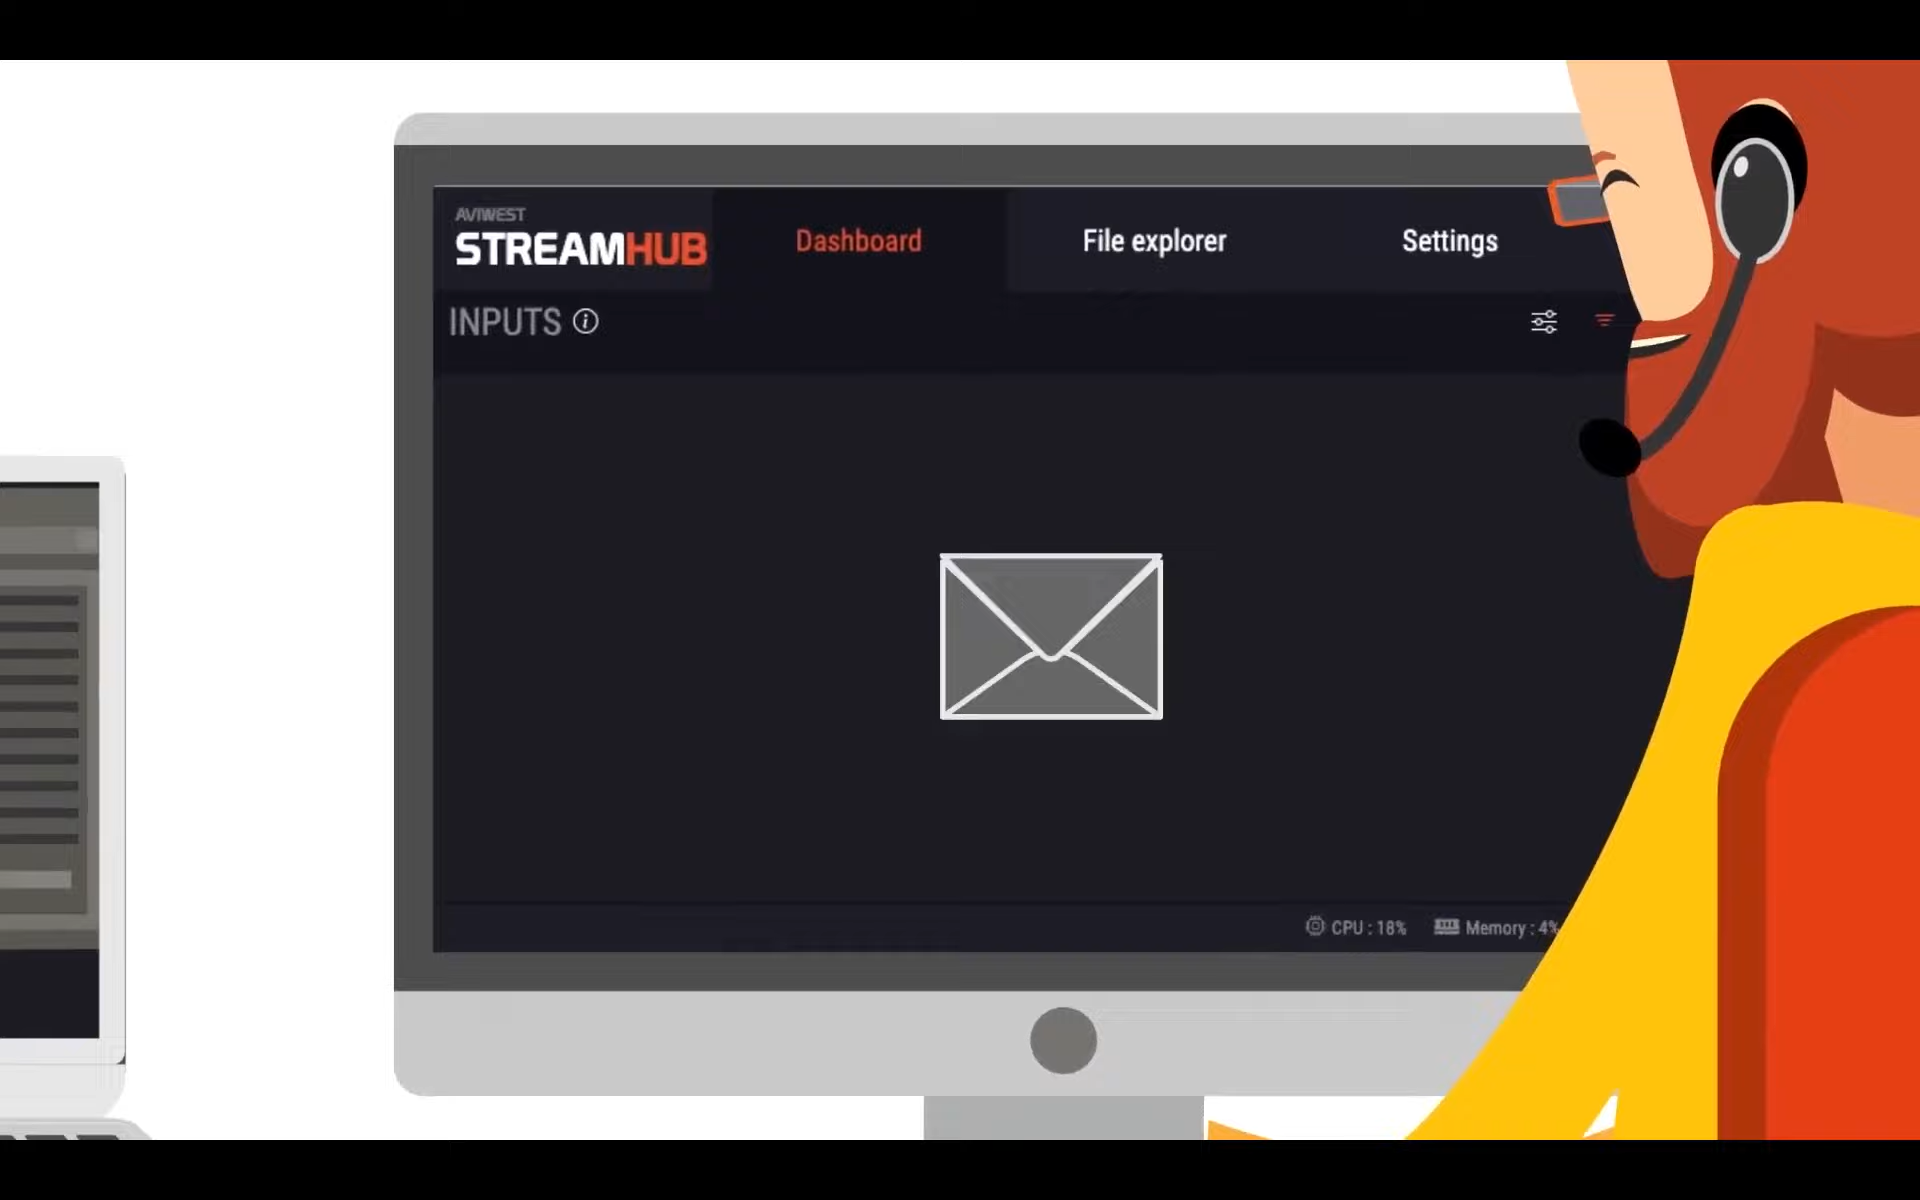 AVIWEST
STREAMHUB
Dashboard
File explorer
Settings
INPUTS
CPU : 18%
Memory : 4%